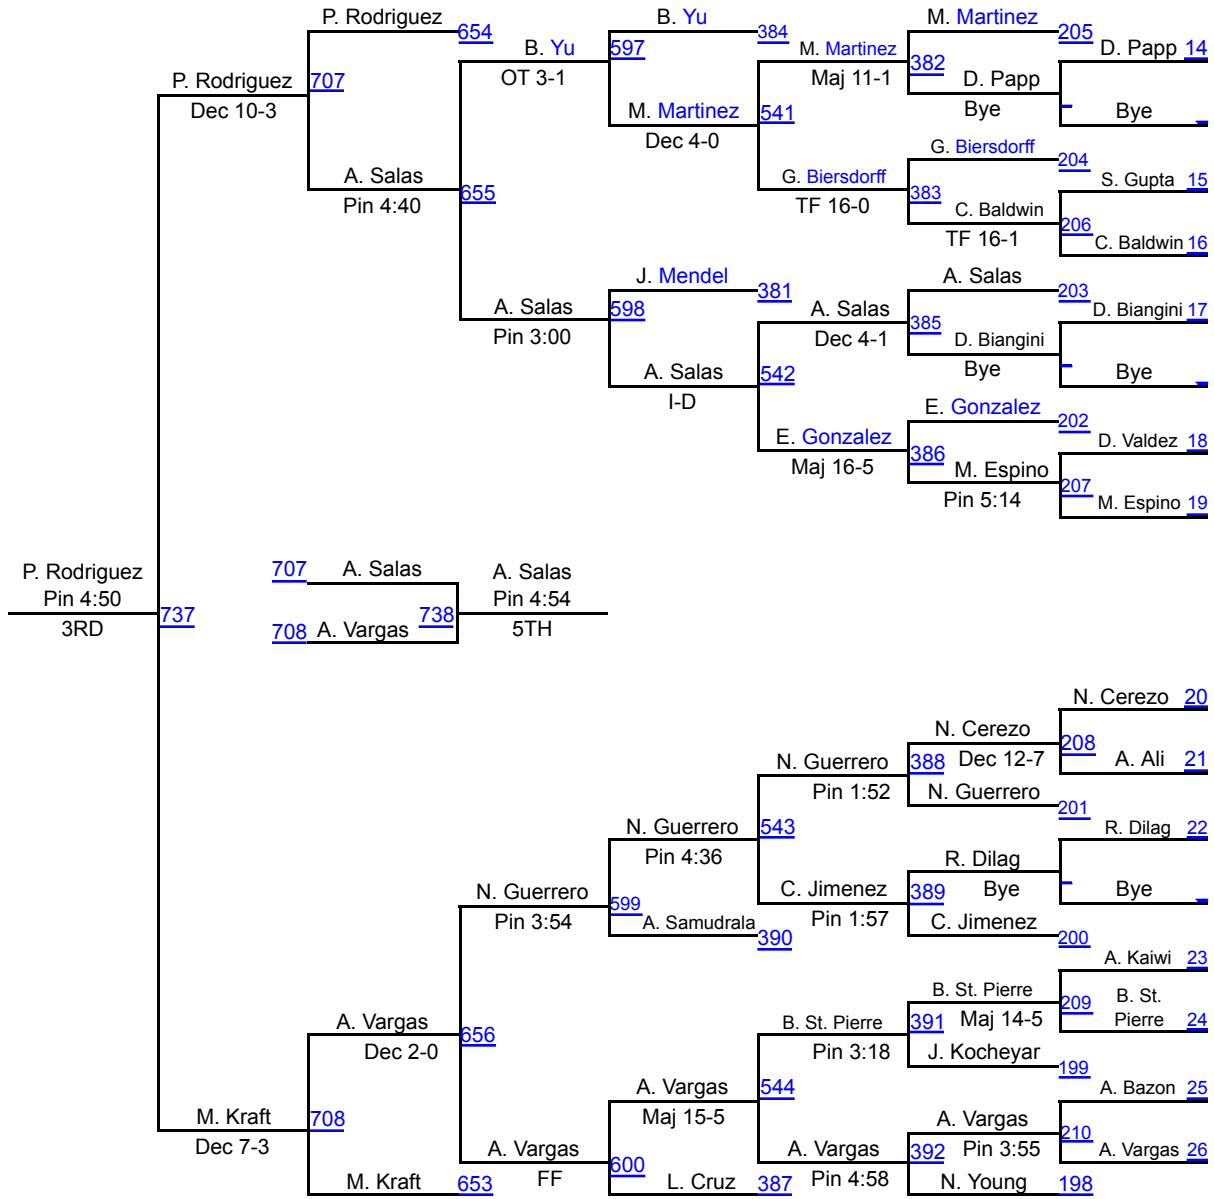 P. Rodriguez
654
B. Yu
384
M. Martinez
205
B. Yu
597
M. Martinez
382
D. Papp 14
OT 3-1
Maj 11-1
P. Rodriguez
707
D. Papp
Dec 10-3
M. Martinez
541
Bye
Bye
Dec 4-0
G. Biersdorff
204
A. Salas
655
G. Biersdorff
383
S. Gupta 15
Pin 4:40
TF 16-0
C. Baldwin
206
TF 16-1
C. Baldwin 16
J. Mendel
381
A. Salas
203
A. Salas
598
A. Salas
385
D. Biangini 17
Pin 3:00
Dec 4-1
D. Biangini
A. Salas
542
Bye
Bye
I-D
E. Gonzalez
202
E. Gonzalez
386
D. Valdez 18
Maj 16-5
M. Espino
207
Pin 5:14
M. Espino 19
P. Rodriguez
707
A. Salas
A. Salas
Pin 4:50
737
738
Pin 4:54
3RD
708 A. Vargas
5TH
N. Cerezo 20
N. Cerezo
208
N. Guerrero
388
Dec 12-7
A. Ali 21
Pin 1:52
N. Guerrero
201
N. Guerrero
543
R. Dilag 22
Pin 4:36
R. Dilag
N. Guerrero
599
C. Jimenez
389
Bye
Bye
Pin 3:54
A. Samudrala
390
Pin 1:57
C. Jimenez
200
A. Kaiwi 23
B. St. Pierre
209
B. St.
A. Vargas
656
B. St. Pierre
391
Maj 14-5
Pierre 24
Dec 2-0
Pin 3:18
J. Kocheyar
199
A. Vargas
544
A. Bazon 25
M. Kraft
708
Maj 15-5
A. Vargas
210
Dec 7-3
A. Vargas
600
A. Vargas
392
Pin 3:55
A. Vargas 26
M. Kraft
653
FF
L. Cruz
387
Pin 4:58
N. Young
198